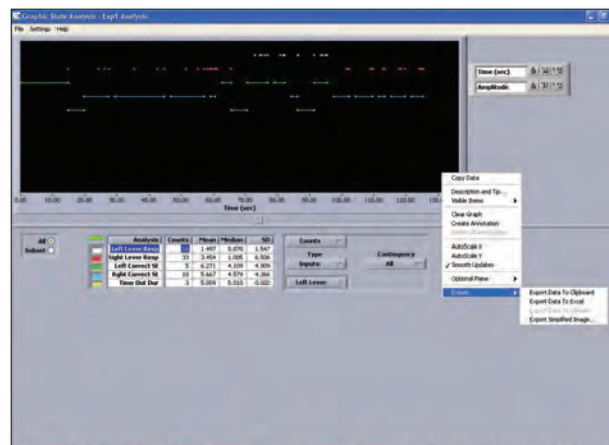 Graphic State Analysis - Exp1 Analysis
File Settings Help
Time (sec)
Amplitude
0.00 10.00 20.00 30.00 40.00 50.00 60.00 70.00 80.00 90.00 100.00 110.00 120.00 130.00
Time (sec)
Copy Data
Description and Tip...
Visible Items
Clear Graph
Create Annotation
AutoScale X
AutoScale Y
Smooth Updates
Optional Plane
Export
Export Data To Clipboard
Export Data To Excel
Export Simplified Image...
All
Subset
Analysis Counts Mean Median SD
Left Lever Resp 1.497 0.870 1.547
Right Lever Resp 33 3.454 1.005 6.506
Left Correct St 5 6.271 4.109 4.909
Right Correct St 10 5.667 4.579 4.266
Time Out Dur 3 5.009 5.010 0.002
Counts
Type
Inputs:
Left Lever
Contingency
All